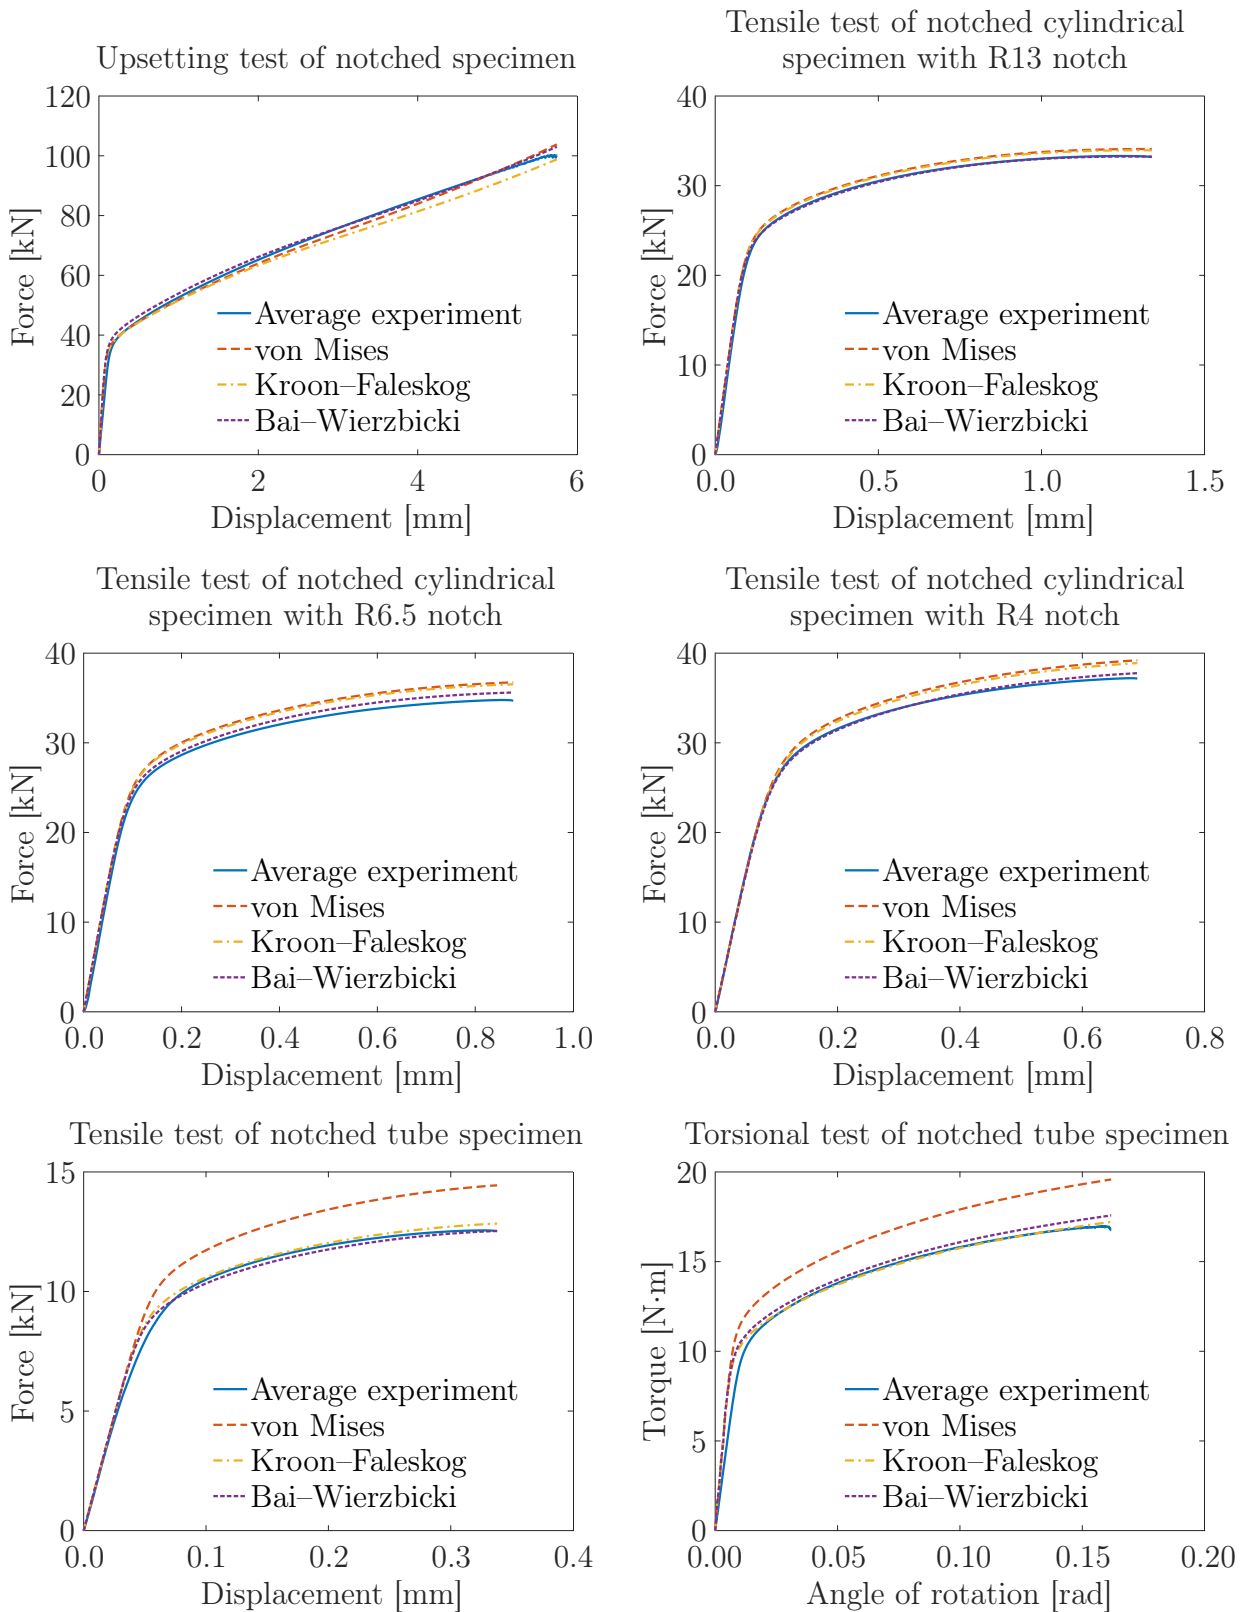 Upsetting test of notched specimen
120
100
80
60
40
20
0
0
2
4
6
Force [kN]
Displacement [mm]
Average experiment
von Mises
Kroon–Faleskog
Bai–Wierzbicki
Tensile test of notched cylindrical
specimen with R13 notch
40
30
20
10
0
0.0
0.5
1.0
1.5
Force [kN]
Displacement [mm]
Average experiment
von Mises
Kroon–Faleskog
Bai–Wierzbicki
Tensile test of notched cylindrical
specimen with R6.5 notch
40
30
20
10
0
0.0
0.2
0.4
0.6
0.8
1.0
Force [kN]
Displacement [mm]
Average experiment
von Mises
Kroon–Faleskog
Bai–Wierzbicki
Tensile test of notched cylindrical
specimen with R4 notch
40
30
20
10
0
0.0
0.2
0.4
0.6
0.8
Force [kN]
Displacement [mm]
Average experiment
von Mises
Kroon–Faleskog
Bai–Wierzbicki
Tensile test of notched tube specimen
15
10
5
0
0.0
0.1
0.2
0.3
0.4
Force [kN]
Displacement [mm]
Average experiment
von Mises
Kroon–Faleskog
Bai–Wierzbicki
Torsional test of notched tube specimen
20
15
10
5
0
0.00
0.05
0.10
0.15
0.20
Torque [N·m]
Angle of rotation [rad]
Average experiment
von Mises
Kroon–Faleskog
Bai–Wierzbicki